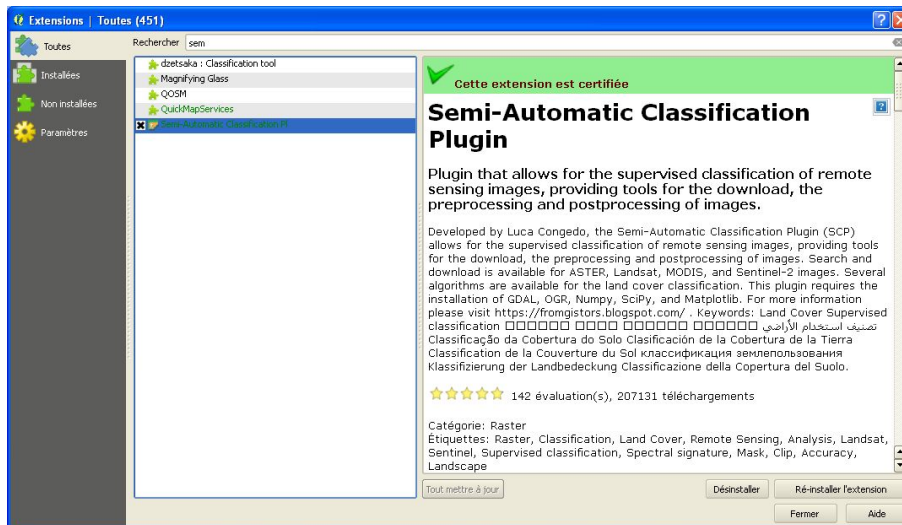 Extensions | Toutes (451)
Toutes
Installées
Non installées
Paramètres
Rechercher sem
dzetsaka : Classification tool
Magnifying Glass
QOSM
QuickMapServices
Semi-Automatic Classification Pl
Cette extension est certifiée
Semi-Automatic Classification
Plugin
Plugin that allows for the supervised classification of remote
sensing images, providing tools for the download, the
preprocessing and postprocessing of images.
Developed by Luca Congedo, the Semi-Automatic Classification Plugin (SCP)
allows for the supervised classification of remote sensing images, providing tools
for the download, the preprocessing and postprocessing of images. Search and
download is available for ASTER, Landsat, MODIS, and Sentinel-2 images. Several
algorithms are available for the land cover classification. This plugin requires the
installation of GDAL, OGR, Numpy, SciPy, and Matplotlib. For more information
please visit https://fromgistors.blogspot.com/ . Keywords: Land Cover Supervised
classification □□□□□□ □□□□ □□□□□□ □□□□□□ تصنيف استخدام الأراضي
Classificação da Cobertura do Solo Clasificación de la Cobertura de la Tierra
Classification de la Couverture du Sol классификация землепользования
Klassifizierung der Landbedeckung Classificazione della Copertura del Suolo.
142 évaluation(s), 207131 téléchargements
Catégorie: Raster
Étiquettes: Raster, Classification, Land Cover, Remote Sensing, Analysis, Landsat,
Sentinel, Supervised classification, Spectral signature, Mask, Clip, Accuracy,
Landscape
Tout mettre à jour
Désinstaller
Ré-installer l'extension
Fermer
Aide